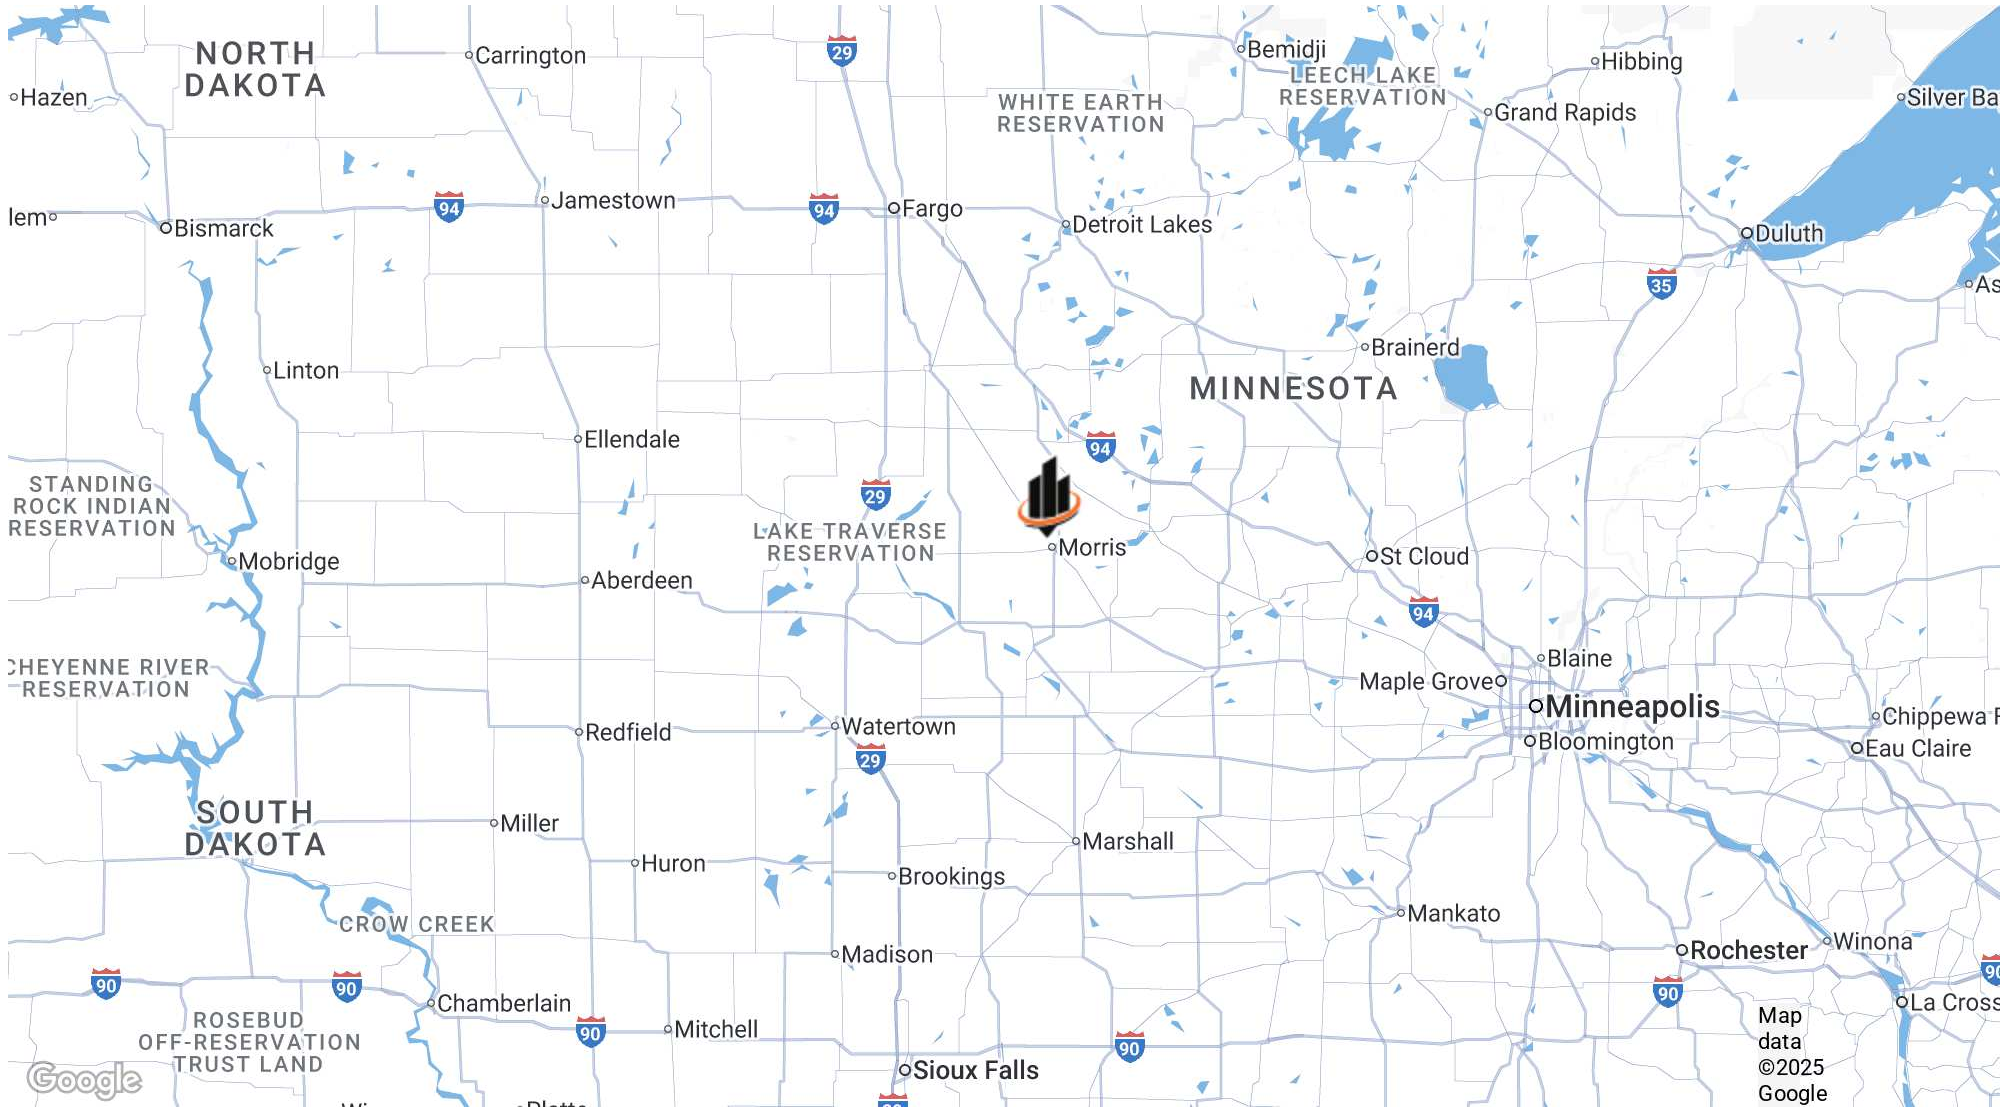 NORTH
DAKOTA
Carrington
29
Bemidji
Hibbing
LEECH LAKE
RESERVATION
Hazen
WHITE EARTH
RESERVATION
Silver Ba
Grand Rapids
94
Jamestown
94
Fargo
lem
Bismarck
Detroit Lakes
Duluth
35
As
Brainerd
Linton
MINNESOTA
Ellendale
94
29
STANDING
ROCK INDIAN
RESERVATION
LAKE TRAVERSE
RESERVATION
Morris
St Cloud
Mobridge
Aberdeen
94
Blaine
CHEYENNE RIVER
RESERVATION
Maple Grove
Minneapolis
Chippewa F
Watertown
Redfield
Bloomington
Eau Claire
29
SOUTH
DAKOTA
Miller
Marshall
Huron
Brookings
CROW CREEK
Mankato
Winona
Rochester
Madison
90
90
90
90
Chamberlain
La Cross
ROSEBUD
OFF-RESERVATION
TRUST LAND
90
Mitchell
90
Map
data
©2025
Google
Sioux Falls
Google